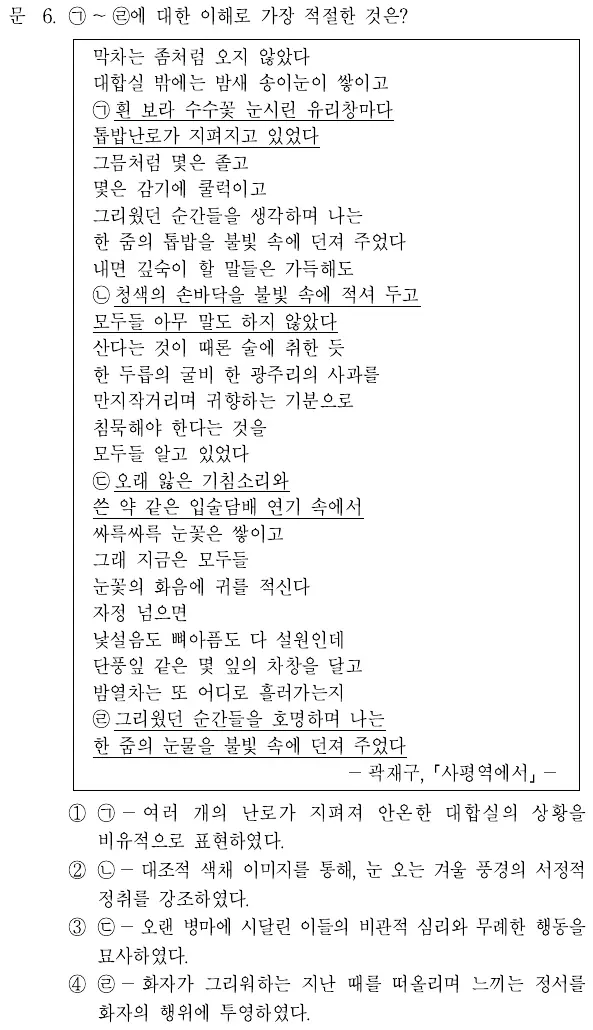 문 6. ㉠ ~ ㉣에 대한 이해로 가장 적절한 것은?
막차는 좀처럼 오지 않았다
대합실 밖에는 밤새 송이눈이 쌓이고
㉠ 흰 보라 수수꽃 눈시린 유리창마다
톱밥난로가 지펴지고 있었다
그믐처럼 몇은 졸고
몇은 감기에 쿨럭이고
그리웠던 순간들을 생각하며 나는
한 줌의 톱밥을 불빛 속에 던져 주었다
내면 깊숙이 할 말들은 가득해도
㉡ 청색의 손바닥을 불빛 속에 적셔 두고
모두들 아무 말도 하지 않았다
산다는 것이 때론 술에 취한 듯
한 두릅의 굴비 한 광주리의 사과를
만지작거리며 귀향하는 기분으로
침묵해야 한다는 것을
모두들 알고 있었다
㉢ 오래 앓은 기침소리와
쓴 약 같은 입술담배 연기 속에서
싸륵싸륵 눈꽃은 쌓이고
그래 지금은 모두들
눈꽃의 화음에 귀를 적신다
자정 넘으면
낯설음도 뼈아픔도 다 설원인데
단풍잎 같은 몇 잎의 차창을 달고
밤열차는 또 어디로 흘러가는지
㉣ 그리웠던 순간들을 호명하며 나는
한 줌의 눈물을 불빛 속에 던져 주었다
- 곽재구, 「사평역에서」 -
① ㉠ - 여러 개의 난로가 지펴져 안온한 대합실의 상황을
비유적으로 표현하였다.
② ㉡ - 대조적 색채 이미지를 통해, 눈 오는 겨울 풍경의 서정적
정취를 강조하였다.
③ ㉢ - 오랜 병마에 시달린 이들의 비관적 심리와 무례한 행동을
묘사하였다.
④ ㉣ - 화자가 그리워하는 지난 때를 떠올리며 느끼는 정서를
화자의 행위에 투영하였다.